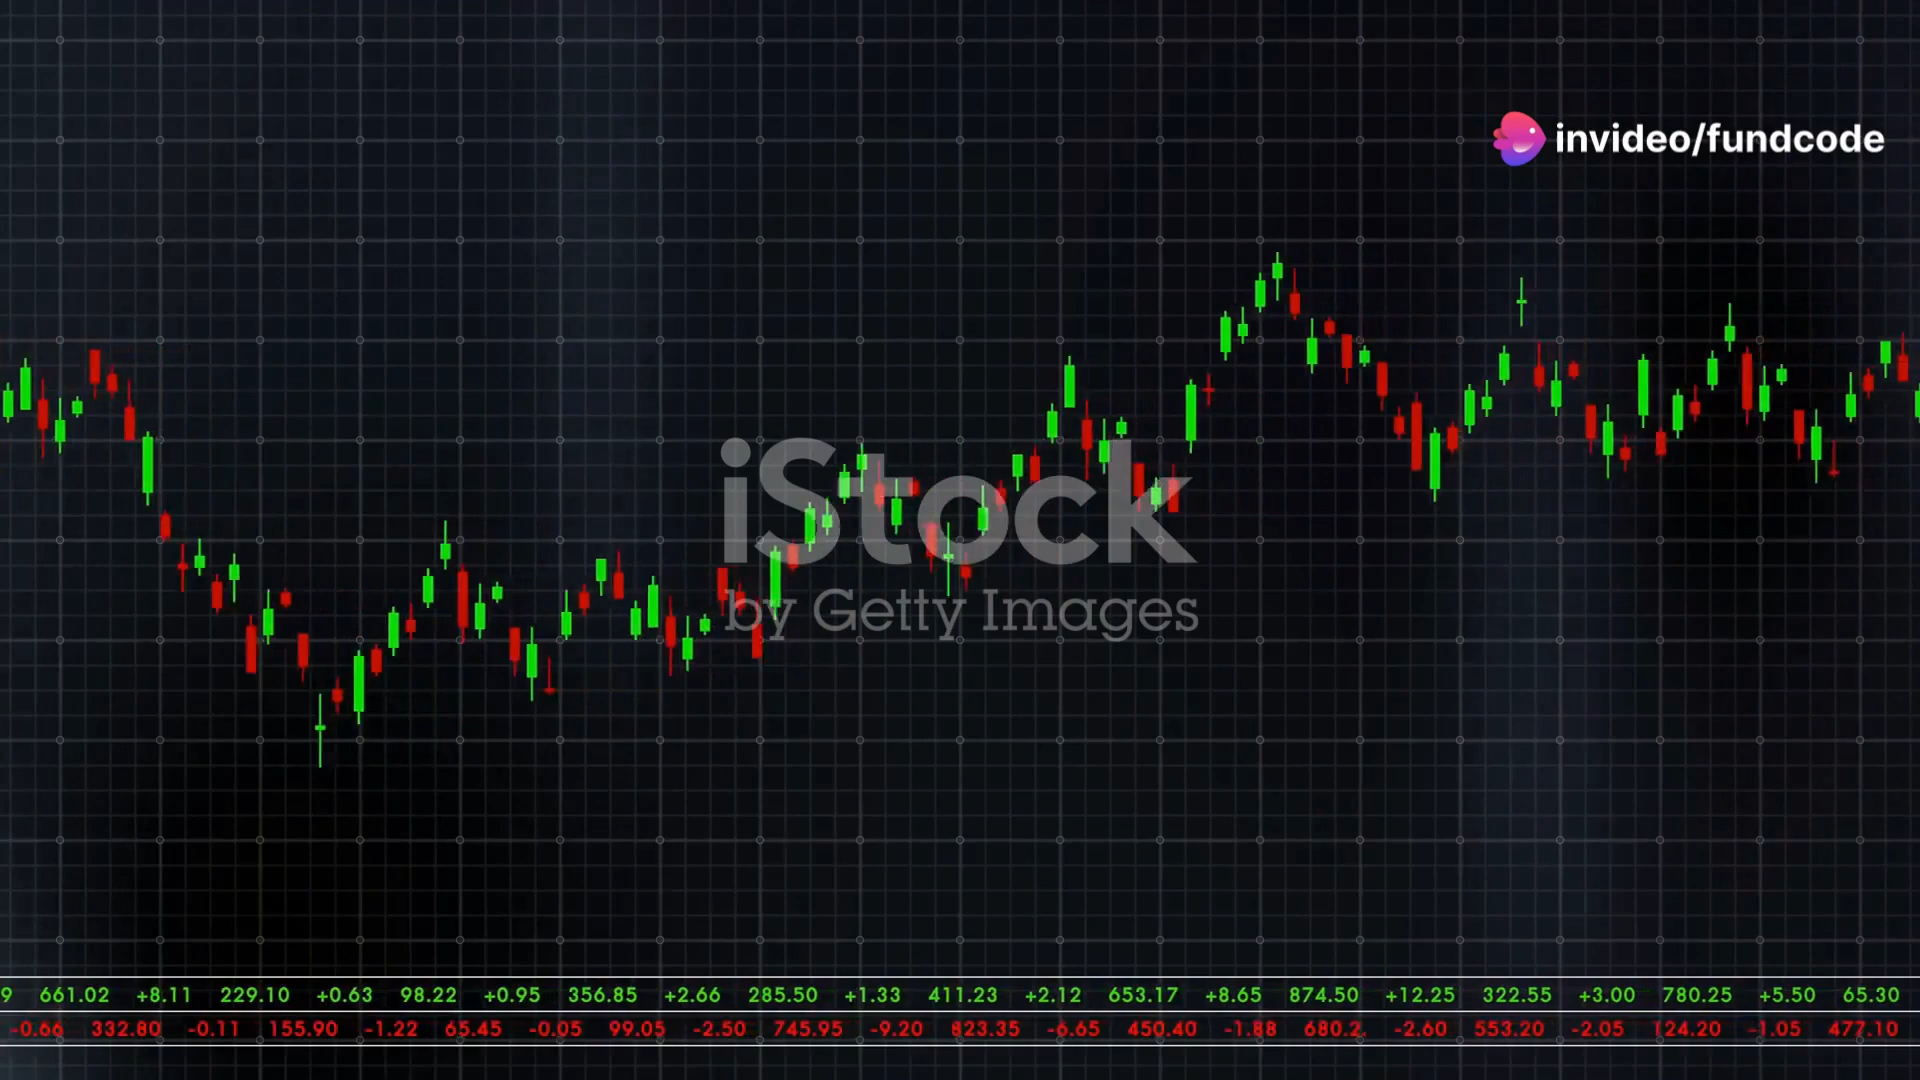 invideo/fundcode
iStock
by Getty Images
9 661.02 +8.11 229.10 +0.63 98.22 +0.95 356.85 +2.66 285.50 +1.33 411.23 +2.12 653.17 +8.65 874.50 +12.25 322.55 +3.00 780.25 +5.50 65.30
-0.66 332.80 -0.11 155.90 -1.22 65.45 -0.05 99.05 -2.50 745.95 -9.20 823.35 -6.65 450.40 -1.88 680.2. -2.60 553.20 -2.05 124.20 -1.05 477.10